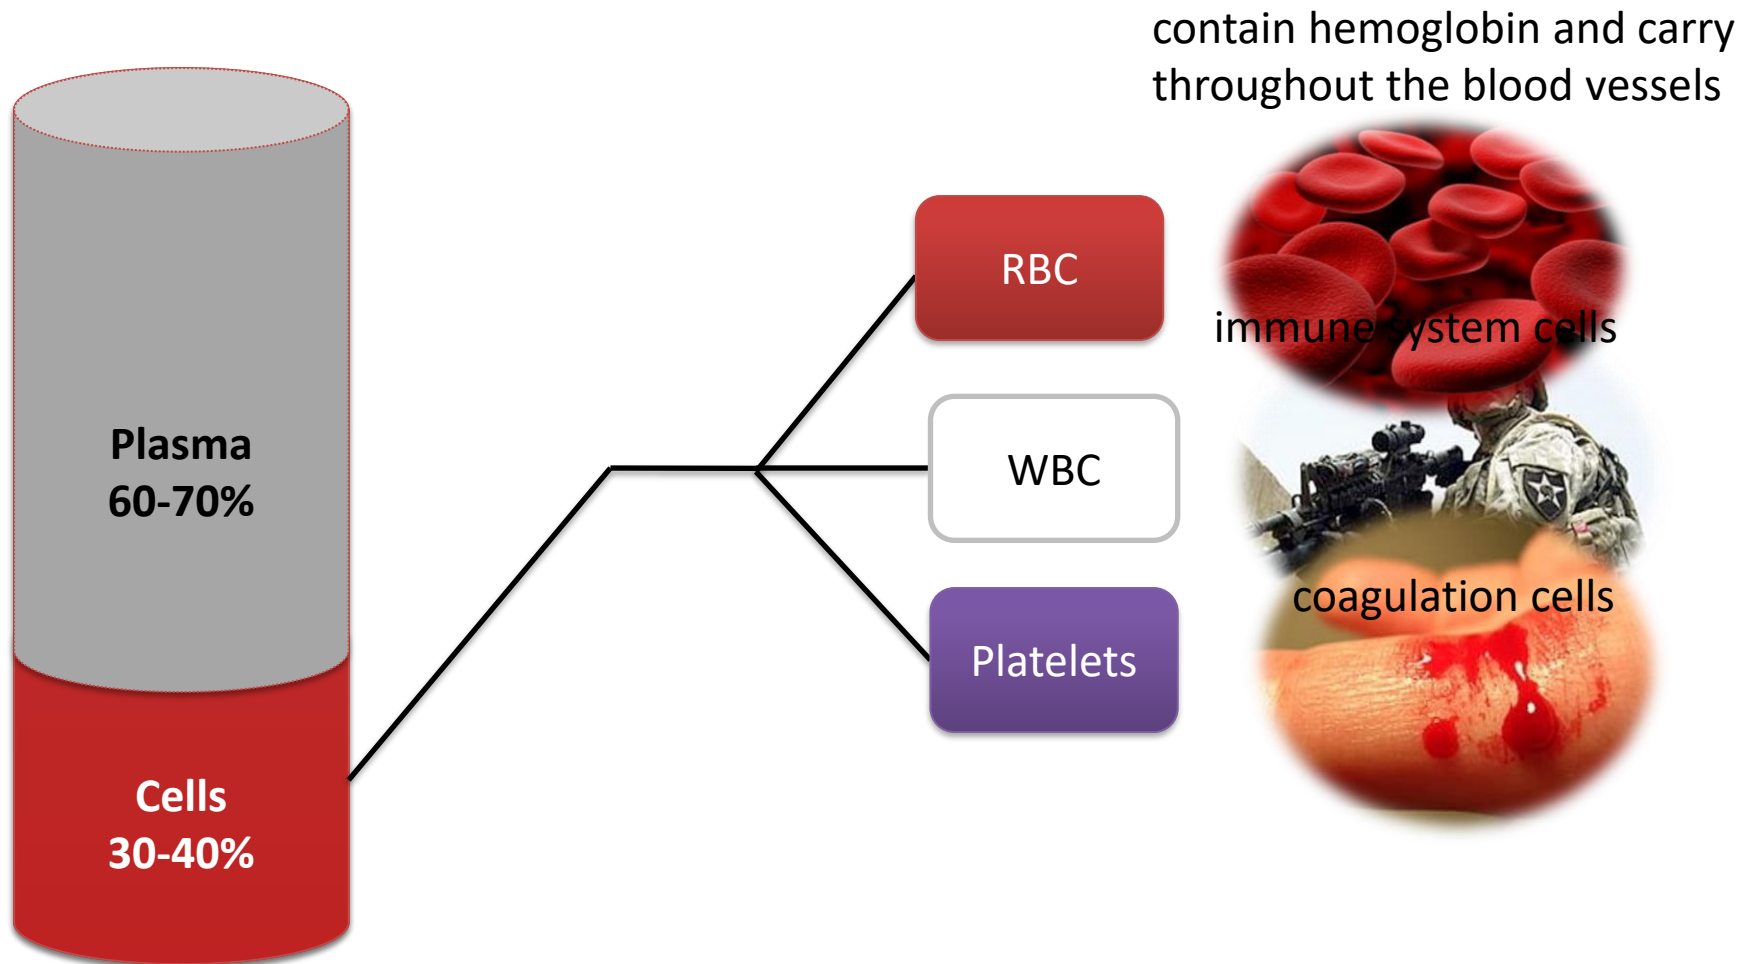 contain hemoglobin and carry
throughout the blood vessels
RBC
immune system cells
Plasma
60-70%
WBC
coagulation cells
Platelets
Cells
30-40%